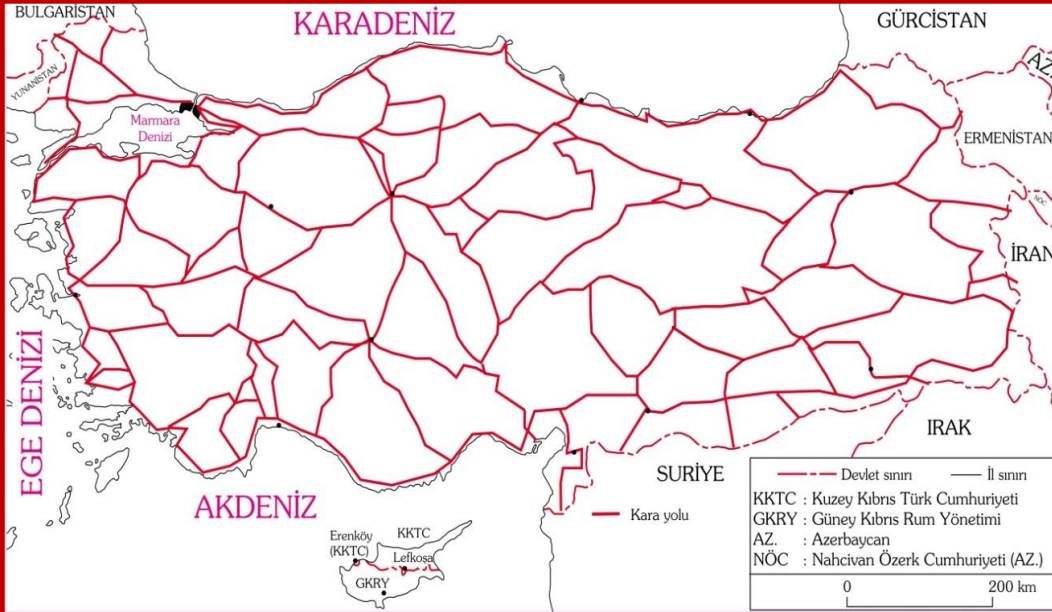 BULGARİSTAN
KARADENİZ
GÜRCİSTAN
YUNANİSTAN
AZ.
Marmara
Denizi
ERMENİSTAN
NÖC
İRAN
EGE DENİZİ
IRAK
SURİYE
AKDENİZ
Kara yolu
Erenköy
(KKTC)
KKTC
Lefkoşa
GKRY
Devlet sınırı
İl sınırı
KKTC : Kuzey Kıbrıs Türk Cumhuriyeti
GKRY : Güney Kıbrıs Rum Yönetimi
AZ. : Azerbaycan
NÖC : Nahcivan Özerk Cumhuriyeti (AZ.)
0 200 km